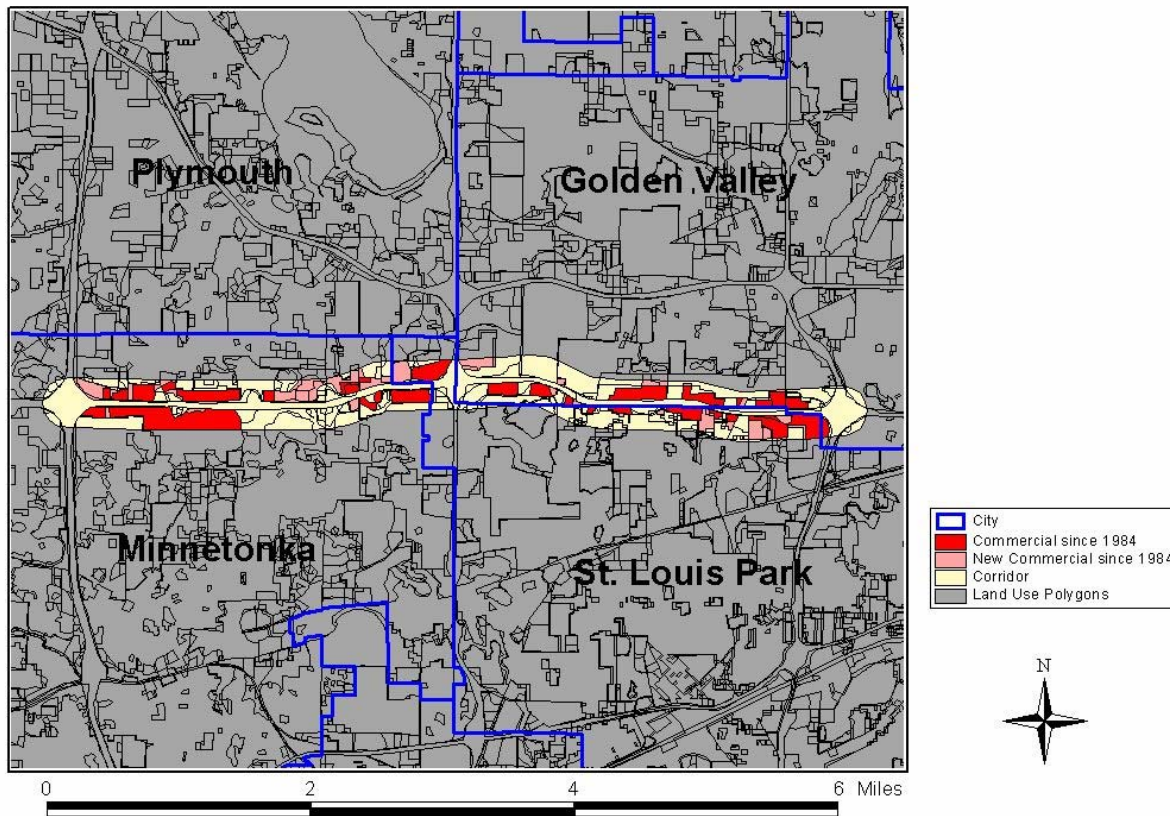 Plymouth
Golden Valley
Minnetonka
St. Louis Park
City
Commercial since 1984
New Commercial since 1984
Corridor
Land Use Polygons
N
0 2 4 6 Miles